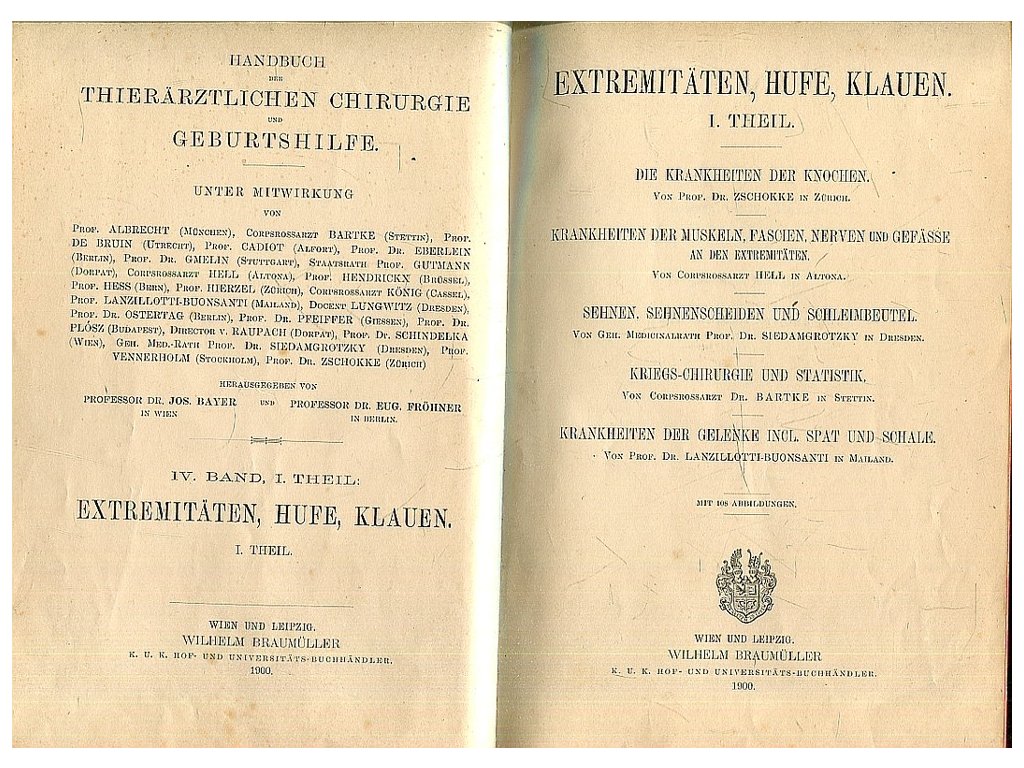 HANDBUCH
DER
THIERÄRZTLICHEN CHIRURGIE
UND
GEBURTSHILFE.
UNTER MITWIRKUNG
VON
PROF. ALBRECHT (MÜNCHEN), CORPSROSSARZT BARTKE (STETTIN), PROF.
DE BRUIN (UTRECHT), PROF. CADIOT (ALFORT), PROF. DR. EBERLEIN
(BERLIN), PROF. DR. GMELIN (STUTTGART), STAATSRATH PROF. GUTMANN
(DORPAT), CORPSROSSARZT HELL (ALTONA), PROF. HENDRICKX (BRÜSSEL),
PROF. HESS (BERN), PROF. HIERZEL (ZÜRICH), CORPSROSSARZT KÖNIG (CASSEL),
PROF. LANZILLOTTI-BUONSANTI (MAILAND), DOCENT LUNGWITZ (DRESDEN),
PROF. DR. OSTERTAG (BERLIN), PROF. DR. PFEIFFER (GIESSEN), PROF. DR.
PLÓSZ (BUDAPEST), DIRECTOR V. RAUPACH (DORPAT), PROF. DR. SCHINDELKA
(WIEN), GEH. MED.-RATH PROF. DR. SIEDAMGROTZKY (DRESDEN), PROF.
VENNERHOLM (STOCKHOLM), PROF. DR. ZSCHOKKE (ZÜRICH)
HERAUSGEGEBEN VON
PROFESSOR DR. JOS. BAYER UND PROFESSOR DR. EUG. FRÖHNER
IN WIEN IN BERLIN.
IV. BAND, I. THEIL:
EXTREMITÄTEN, HUFE, KLAUEN.
I. THEIL.
WIEN UND LEIPZIG.
WILHELM BRAUMÜLLER
K. U. K. HOF- UND UNIVERSITÄTS-BUCHHÄNDLER.
1900.
EXTREMITÄTEN, HUFE, KLAUEN.
I. THEIL.
DIE KRANKHEITEN DER KNOCHEN.
VON PROF. DR. ZSCHOKKE IN ZÜRICH.
KRANKHEITEN DER MUSKELN, FASCIEN, NERVEN UND GEFÄSSE
AN DEN EXTREMITÄTEN.
VON CORPSROSSARZT HELL IN ALTONA.
SEHNEN, SEHNENSCHEIDEN UND SCHLEIMBEUTEL.
VON GEH. MEDICINALRATH PROF. DR. SIEDAMGROTZKY IN DRESDEN.
KRIEGS-CHIRURGIE UND STATISTIK.
VON CORPSROSSARZT DR. BARTKE IN STETTIN.
KRANKHEITEN DER GELENKE INCL. SPAT UND SCHALE.
VON PROF. DR. LANZILLOTTI-BUONSANTI IN MAILAND.
MIT 108 ABBILDUNGEN.
WIEN UND LEIPZIG.
WILHELM BRAUMÜLLER
K. U. K. HOF- UND UNIVERSITÄTS-BUCHHÄNDLER.
1900.